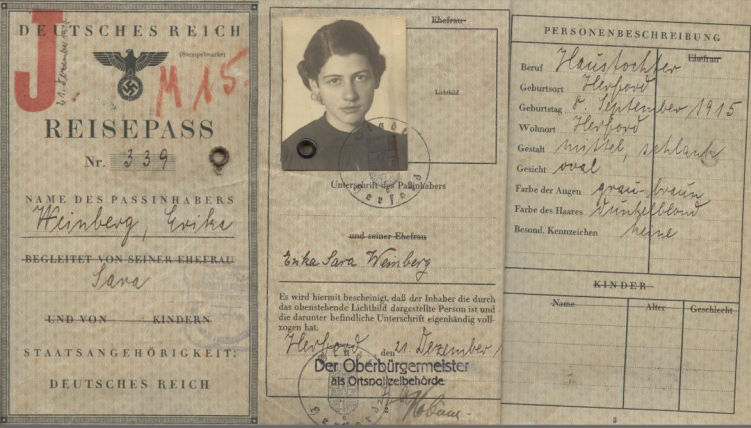 DEUTSCHES REICH
J
M 15.
REISEPASS
Nr. 339
NAME DES PASSINHABERS
Weinberg, Erika
BEGLEITET VON SEINER EHEFRAU
Sara
UND VON KINDERN
STAATSANGEHÖRIGKEIT:
DEUTSCHES REICH
Ehefrau
Lichtbild
Unterschrift des Paßinhabers
und seiner Ehefrau
Erika Sara Weinberg
Es wird hiermit bescheinigt, daß der Inhaber die durch
das obenstehende Lichtbild dargestellte Person ist und
die darunter befindliche Unterschrift eigenhändig voll-
zogen hat.
Herford, den 21. Dezember
Der Oberbürgermeister
als Ortspolizeibehörde
PERSONENBESCHREIBUNG
Ehefrau
Beruf Haustochter
Geburtsort Herford
Geburtstag 8. September 1915
Wohnort Herford
Gestalt mittel, schlank
Gesicht oval
Farbe der Augen grau-braun
Farbe des Haares dunkelblond
Besond. Kennzeichen keine
KINDER
Name Alter Geschlecht